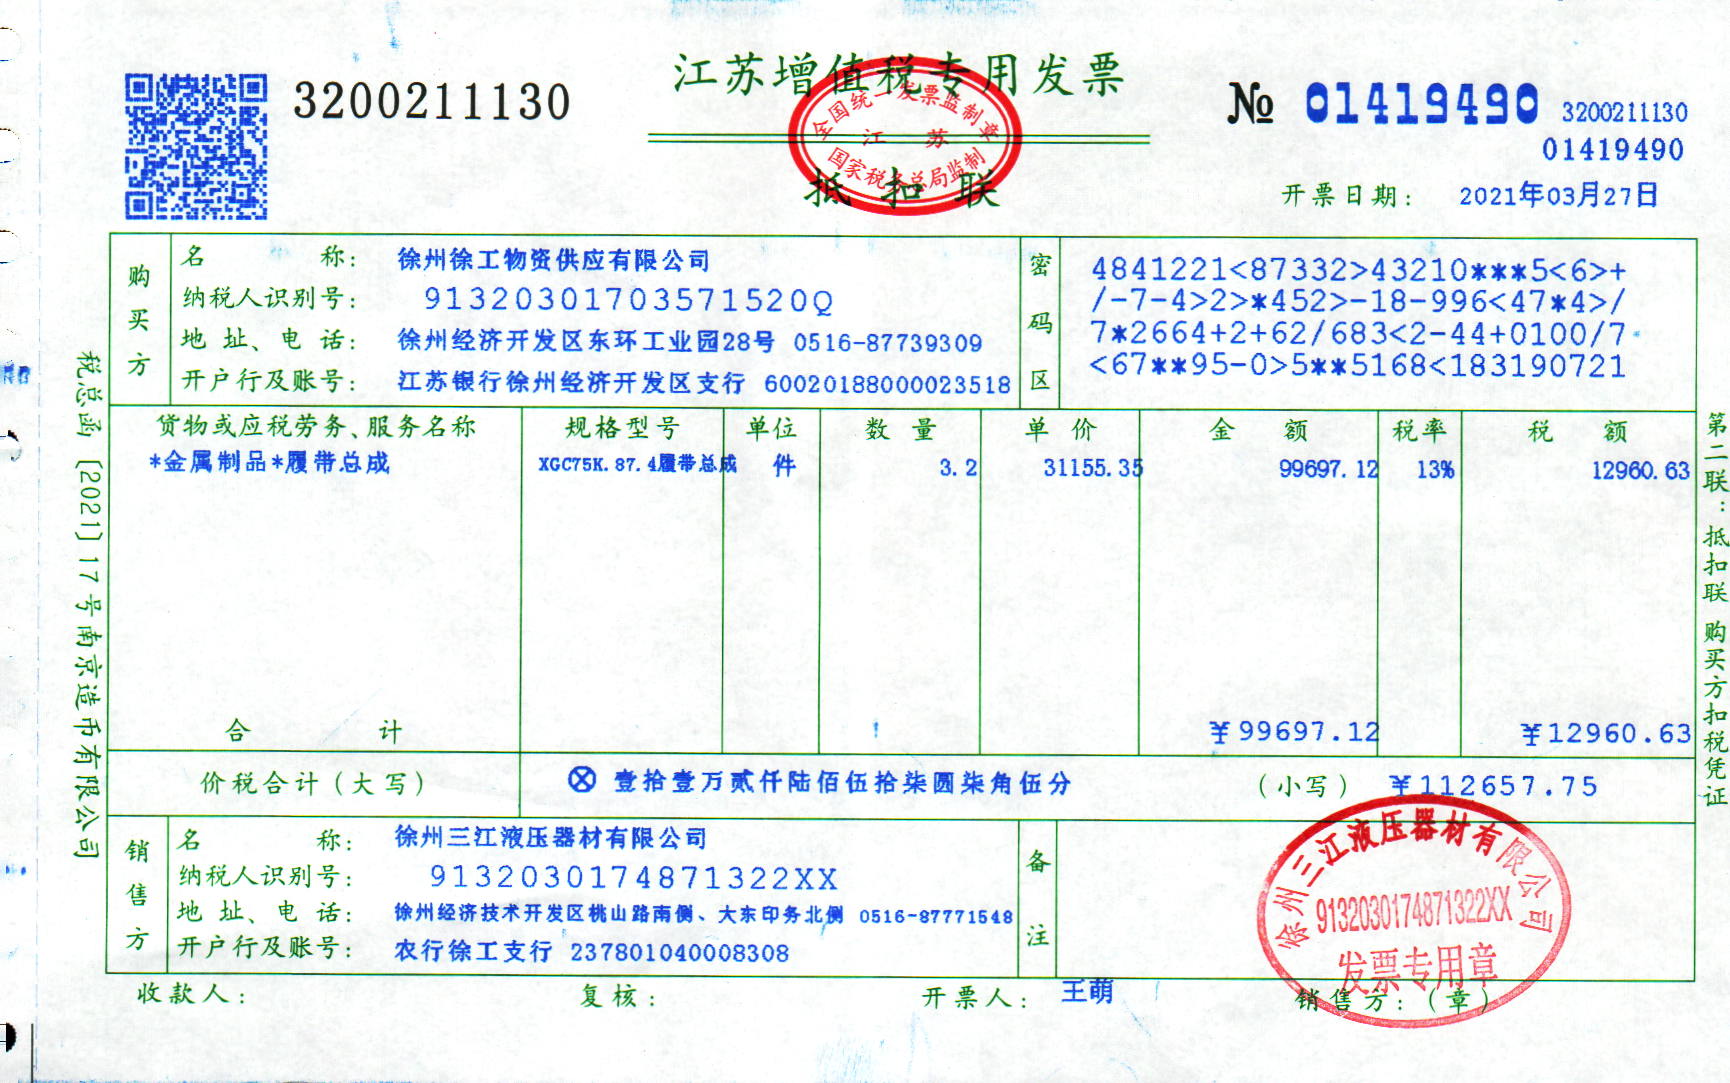 江苏增值税专用发票
3200211130
№ 01419490 3200211130
01419490
全国统一发票监制章
江 苏
国家税务总局监制
抵扣联
开票日期： 2021年03月27日
购买方
名 称： 徐州徐工物资供应有限公司
纳税人识别号： 91320301703571520Q
地 址、电 话： 徐州经济开发区东环工业园28号 0516-87739309
开户行及账号： 江苏银行徐州经济开发区支行 60020188000023518
密码区
4841221<87332>43210***5<6>+
/-7-4>2>*452>-18-996<47*4>/
7*2664+2+62/683<2-44+0100/7
<67**95-0>5**5168<183190721
货物或应税劳务、服务名称 规格型号 单位 数 量 单 价 金 额 税率 税 额
*金属制品*履带总成 XGC75K.87.4履带总成 件 3.2 31155.35 99697.12 13% 12960.63
合 计 ￥99697.12 ￥12960.63
价税合计（大写） ⊗ 壹拾壹万贰仟陆佰伍拾柒圆柒角伍分 （小写） ￥112657.75
销售方
名 称： 徐州三江液压器材有限公司
纳税人识别号： 9132030174871322XX
地 址、电 话： 徐州经济技术开发区桃山路南侧、大东印务北侧 0516-87771548
开户行及账号： 农行徐工支行 237801040008308
备注
徐州三江液压器材有限公司
9132030174871322XX
发票专用章
收款人： 复核： 开票人： 王萌 销售方：（章）
税总函〔2021〕17号南京造币有限公司
第二联：抵扣联 购买方扣税凭证